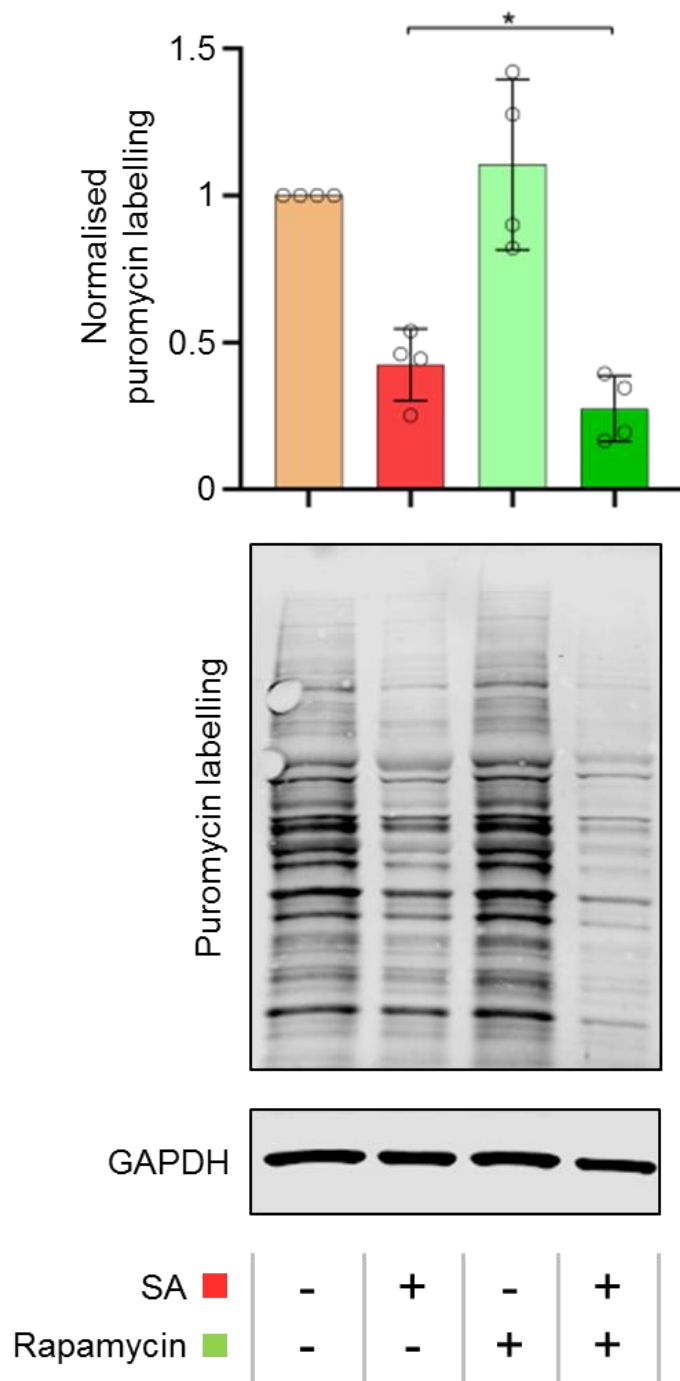 *
1.5
1
0.5
0
Normalised
puromycin labelling
Puromycin labelling
GAPDH
SA - + - +
Rapamycin - - + +